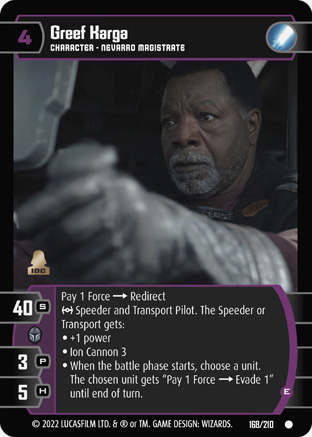 4
Greef Karga
CHARACTER - NEVARRO MAGISTRATE
IDC
40 S
3 P
5 H
Pay 1 Force → Redirect
Speeder and Transport Pilot. The Speeder or
Transport gets:
• +1 power
• Ion Cannon 3
• When the battle phase starts, choose a unit.
The chosen unit gets “Pay 1 Force → Evade 1”
until end of turn.
E
© 2022 LUCASFILM LTD. & ® or TM. GAME DESIGN: WIZARDS. 168/210